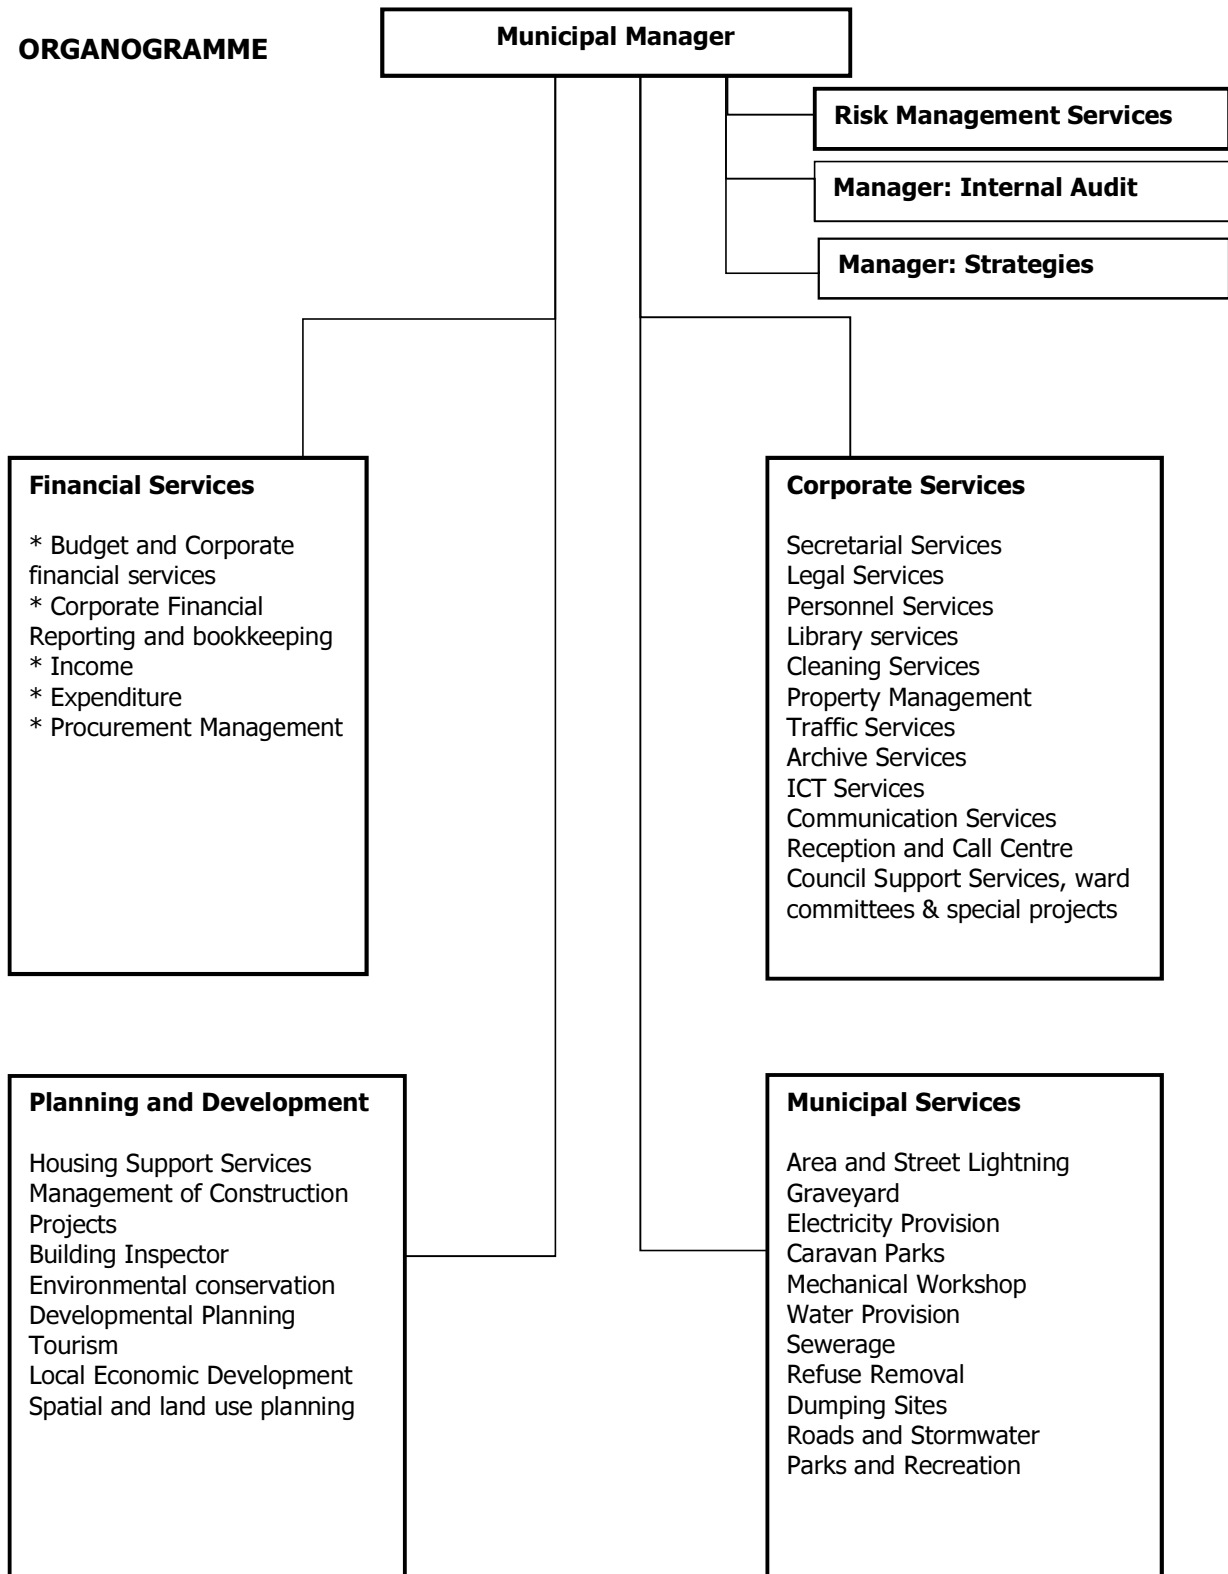 ORGANOGRAMME
Municipal Manager
Risk Management Services
Manager: Internal Audit
Manager: Strategies
Financial Services
* Budget and Corporate
financial services
* Corporate Financial
Reporting and bookkeeping
* Income
* Expenditure
* Procurement Management
Corporate Services
Secretarial Services
Legal Services
Personnel Services
Library services
Cleaning Services
Property Management
Traffic Services
Archive Services
ICT Services
Communication Services
Reception and Call Centre
Council Support Services, ward
committees & special projects
Planning and Development
Housing Support Services
Management of Construction
Projects
Building Inspector
Environmental conservation
Developmental Planning
Tourism
Local Economic Development
Spatial and land use planning
Municipal Services
Area and Street Lightning
Graveyard
Electricity Provision
Caravan Parks
Mechanical Workshop
Water Provision
Sewerage
Refuse Removal
Dumping Sites
Roads and Stormwater
Parks and Recreation